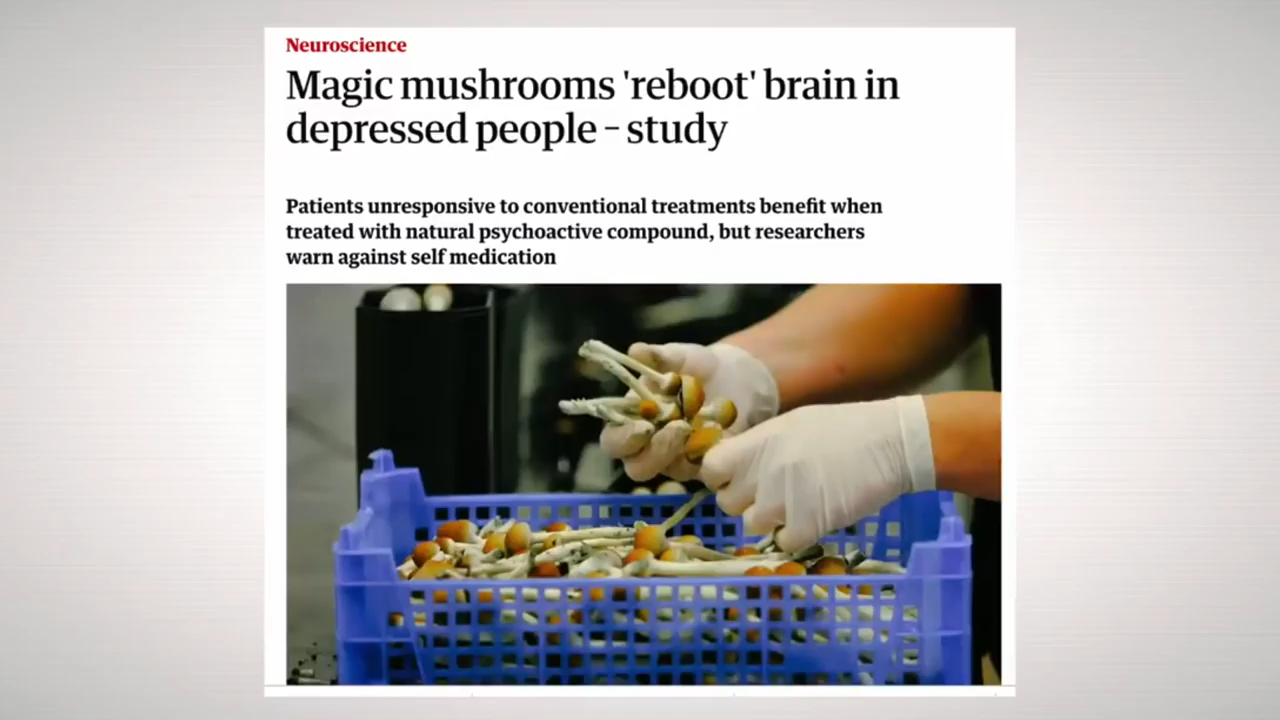 Neuroscience
Magic mushrooms 'reboot' brain in
depressed people – study
Patients unresponsive to conventional treatments benefit when
treated with natural psychoactive compound, but researchers
warn against self medication